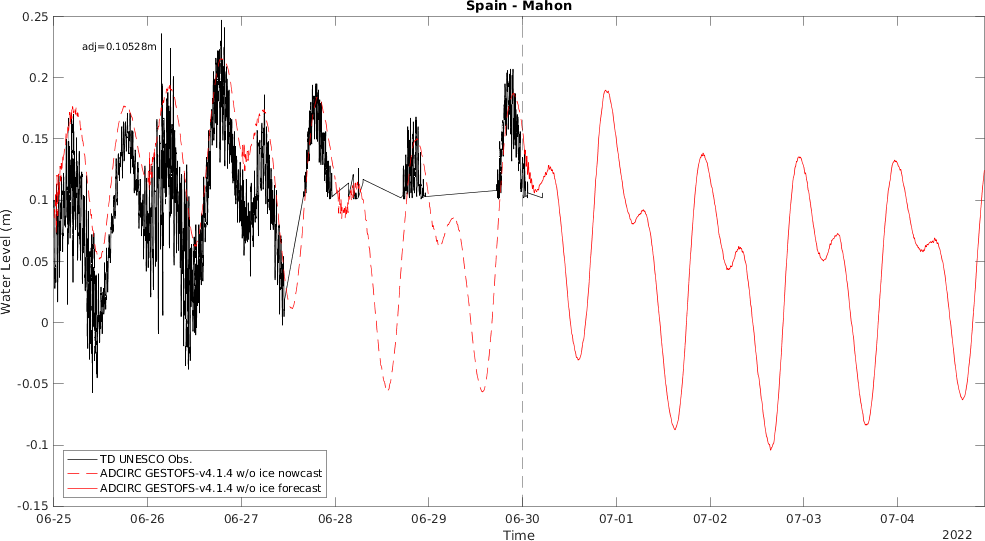 Spain - Mahon
adj=0.10528m
Water Level (m)
0.25
0.2
0.15
0.1
0.05
0
-0.05
-0.1
-0.15
TD UNESCO Obs.
ADCIRC GESTOFS-v4.1.4 w/o ice nowcast
ADCIRC GESTOFS-v4.1.4 w/o ice forecast
06-25 06-26 06-27 06-28 06-29 06-30 07-01 07-02 07-03 07-04
Time
2022